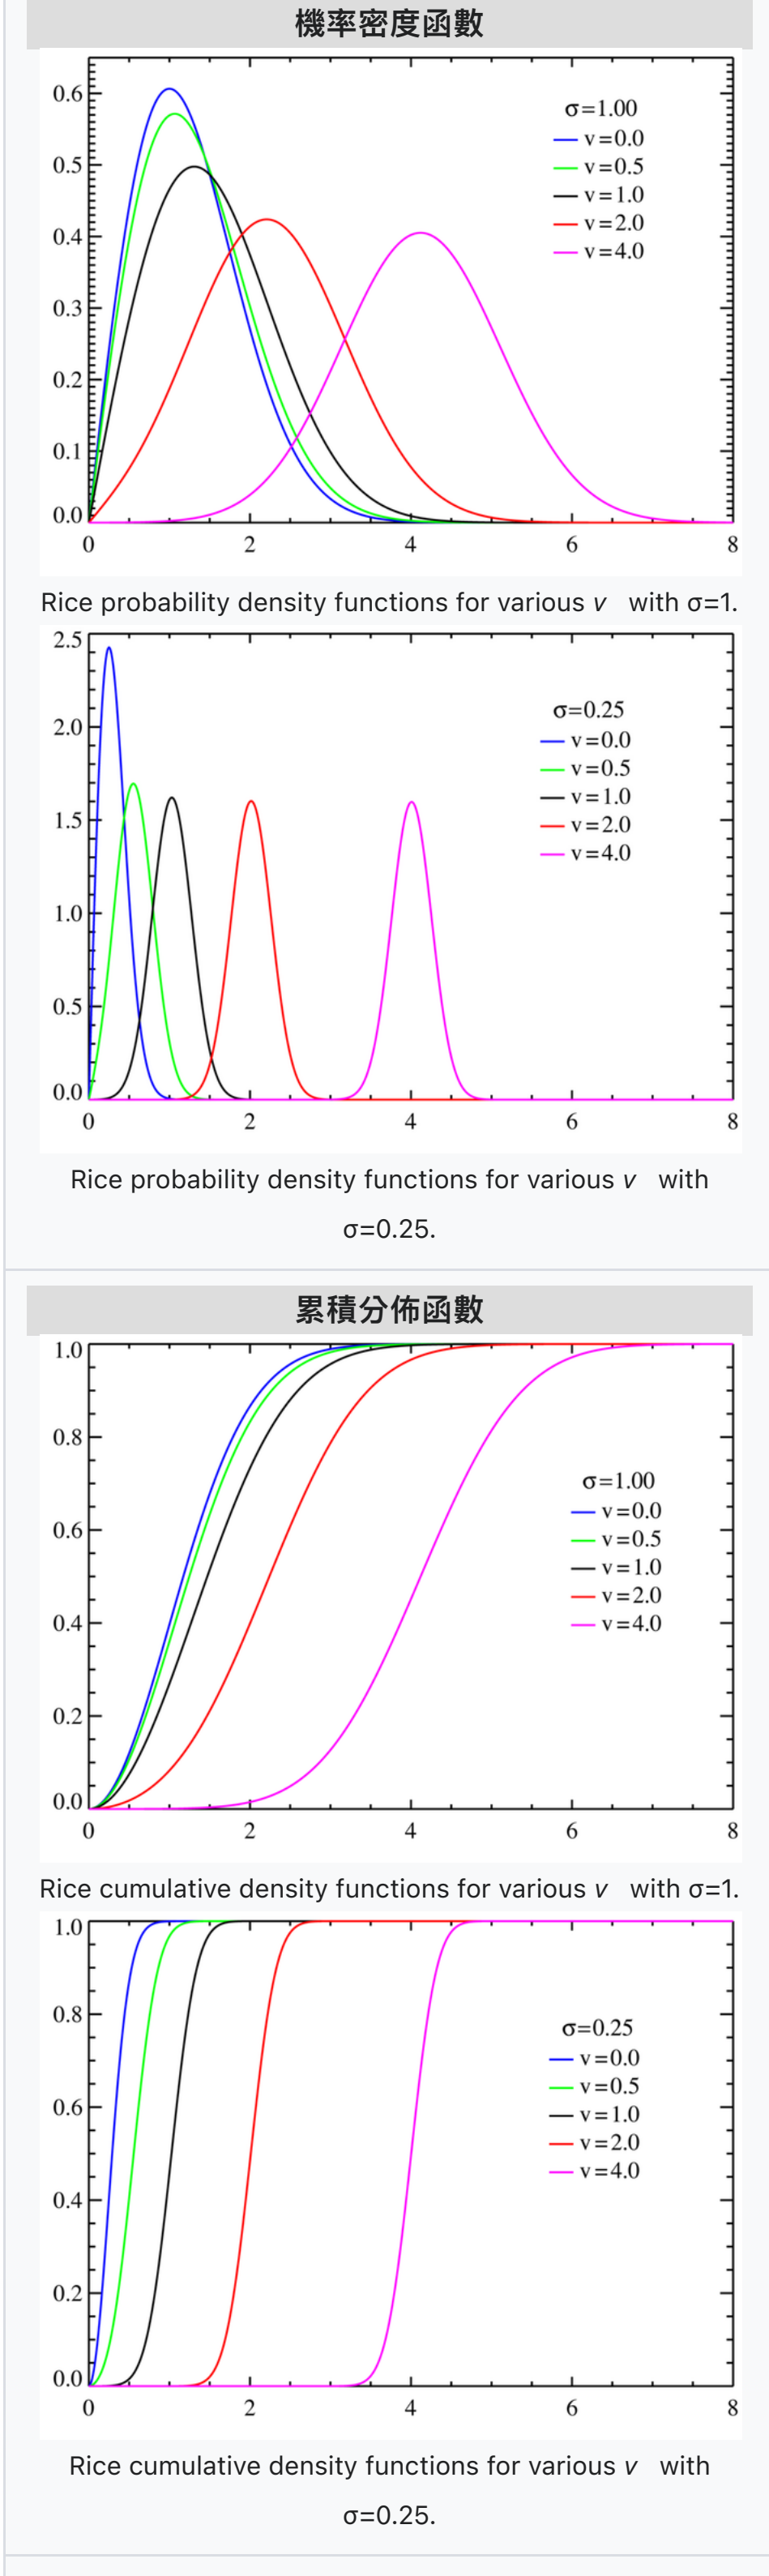 機率密度函數
0.6
0.5
0.4
0.3
0.2
0.1
0.0
0 2 4 6 8
σ=1.00
v=0.0
v=0.5
v=1.0
v=2.0
v=4.0
Rice probability density functions for various v with σ=1.
2.5
2.0
1.5
1.0
0.5
0.0
0 2 4 6 8
σ=0.25
v=0.0
v=0.5
v=1.0
v=2.0
v=4.0
Rice probability density functions for various v with
σ=0.25.
累積分佈函數
1.0
0.8
0.6
0.4
0.2
0.0
0 2 4 6 8
σ=1.00
v=0.0
v=0.5
v=1.0
v=2.0
v=4.0
Rice cumulative density functions for various v with σ=1.
1.0
0.8
0.6
0.4
0.2
0.0
0 2 4 6 8
σ=0.25
v=0.0
v=0.5
v=1.0
v=2.0
v=4.0
Rice cumulative density functions for various v with
σ=0.25.